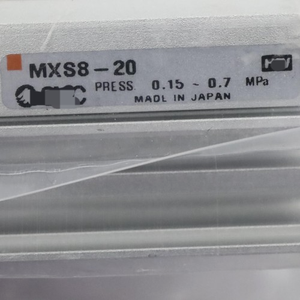 MXS8-20
PRESS. 0.15 ~ 0.7 MPa
MADE IN JAPAN